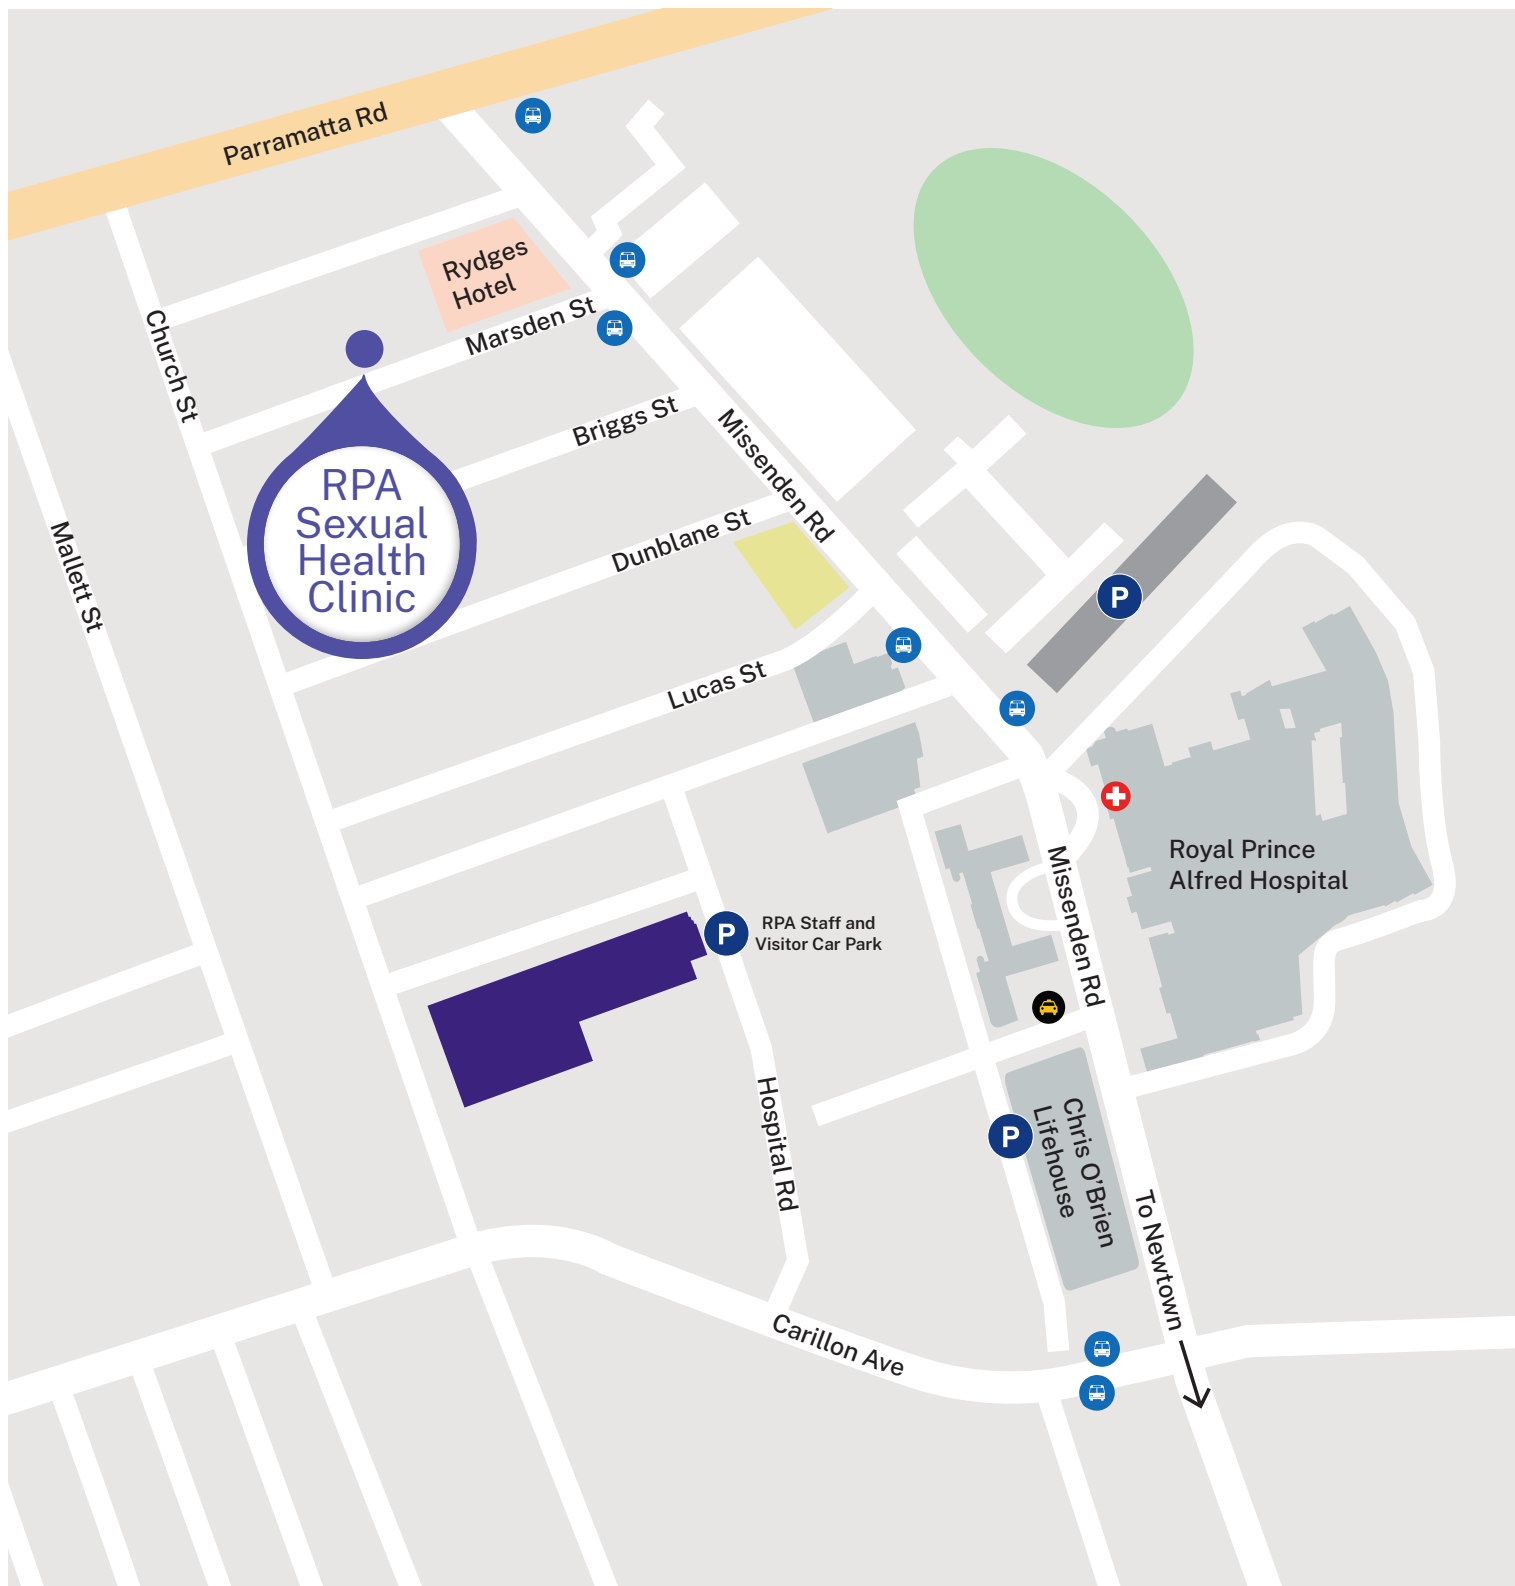 Parramatta Rd
Rydges
Hotel
Marsden St
Church St
Briggs St
Missenden Rd
RPA
Sexual
Health
Clinic
Dunblane St
Mallett St
P
Lucas St
Royal Prince
Alfred Hospital
Missenden Rd
P
RPA Staff and
Visitor Car Park
Hospital Rd
P
Chris O’Brien
Lifehouse
To Newtown
Carillon Ave